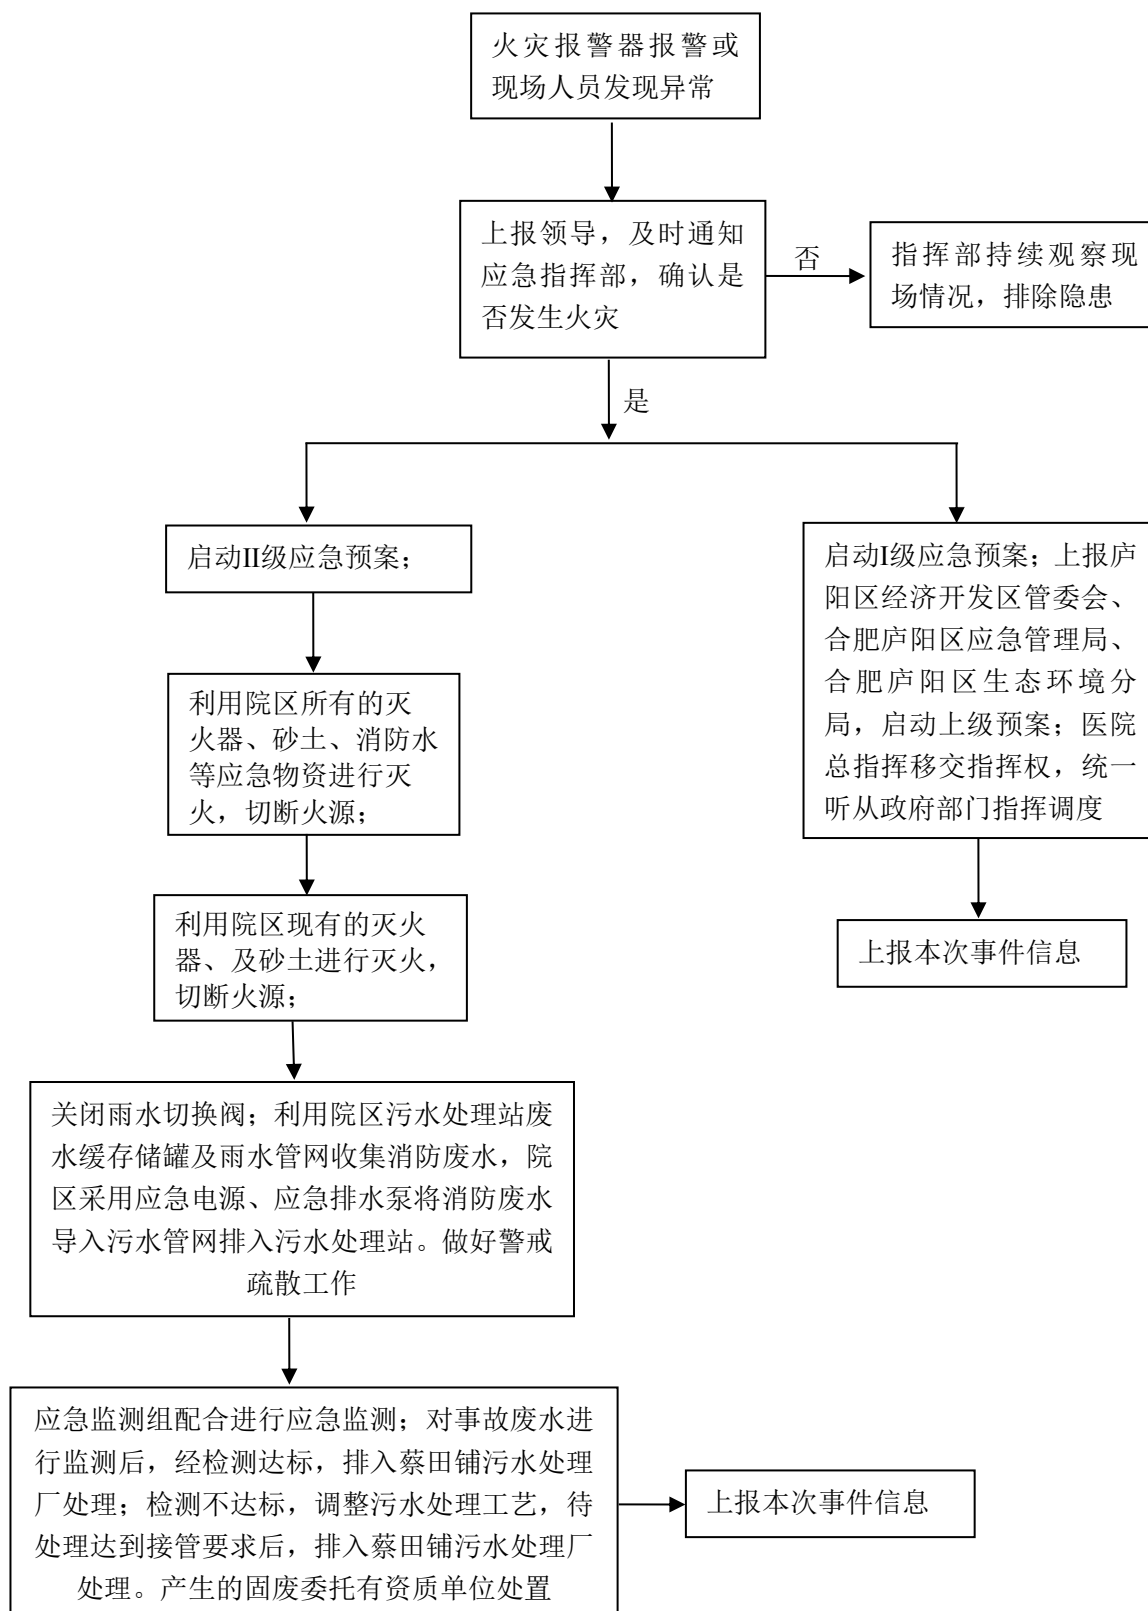 火灾报警器报警或
现场人员发现异常
上报领导，及时通知
应急指挥部，确认是
否发生火灾
否
指挥部持续观察现
场情况，排除隐患
是
启动II级应急预案；
利用院区所有的灭
火器、砂土、消防水
等应急物资进行灭
火，切断火源；
利用院区现有的灭火
器、及砂土进行灭火，
切断火源；
关闭雨水切换阀；利用院区污水处理站废
水缓存储罐及雨水管网收集消防废水，院
区采用应急电源、应急排水泵将消防废水
导入污水管网排入污水处理站。做好警戒
疏散工作
应急监测组配合进行应急监测；对事故废水进
行监测后，经检测达标，排入蔡田铺污水处理
厂处理；检测不达标，调整污水处理工艺，待
处理达到接管要求后，排入蔡田铺污水处理厂
处理。产生的固废委托有资质单位处置
上报本次事件信息
启动I级应急预案；上报庐
阳区经济开发区管委会、
合肥庐阳区应急管理局、
合肥庐阳区生态环境分
局，启动上级预案；医院
总指挥移交指挥权，统一
听从政府部门指挥调度
上报本次事件信息